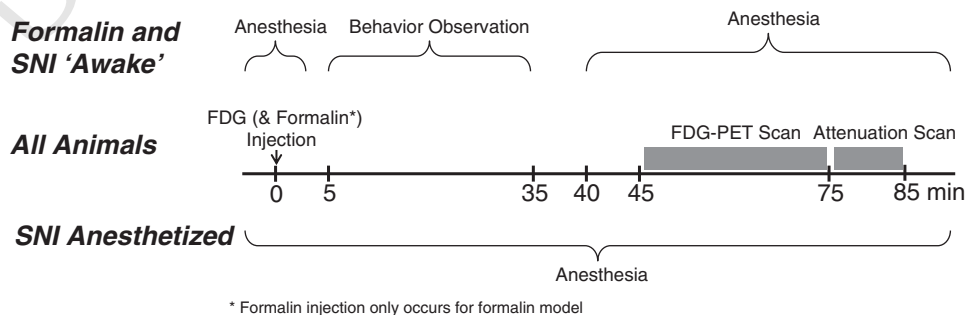 Formalin and
SNI 'Awake'
Anesthesia
Behavior Observation
Anesthesia
FDG (& Formalin*)
Injection
All Animals
FDG-PET Scan
Attenuation Scan
0
5
35
40
45
75
85 min
SNI Anesthetized
Anesthesia
* Formalin injection only occurs for formalin model